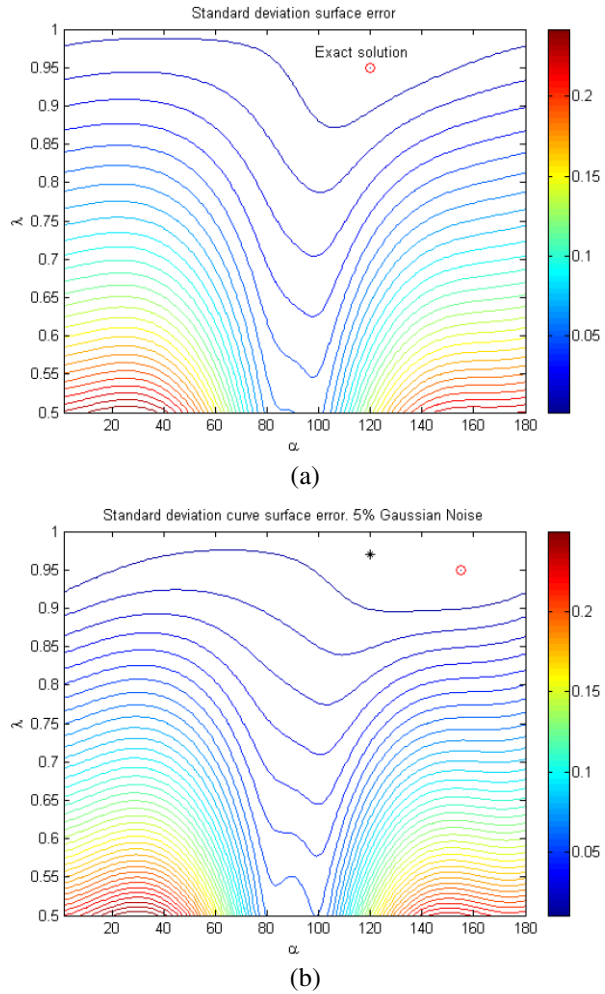 Standard deviation surface error
1
0.95
0.9
0.85
0.8
0.75
0.7
0.65
0.6
0.55
0.5
λ
Exact solution
20 40 60 80 100 120 140 160 180
α
0.2
0.15
0.1
0.05
(a)
Standard deviation curve surface error. 5% Gaussian Noise
1
0.95
0.9
0.85
0.8
0.75
0.7
0.65
0.6
0.55
0.5
λ
20 40 60 80 100 120 140 160 180
α
0.2
0.15
0.1
0.05
(b)